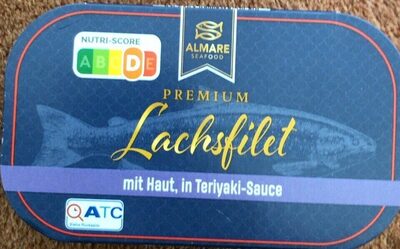 NUTRI-SCORE
A B C D E
ALMARE
SEAFOOD
PREMIUM
Lachsfilet
mit Haut, in Teriyaki-Sauce
ATC